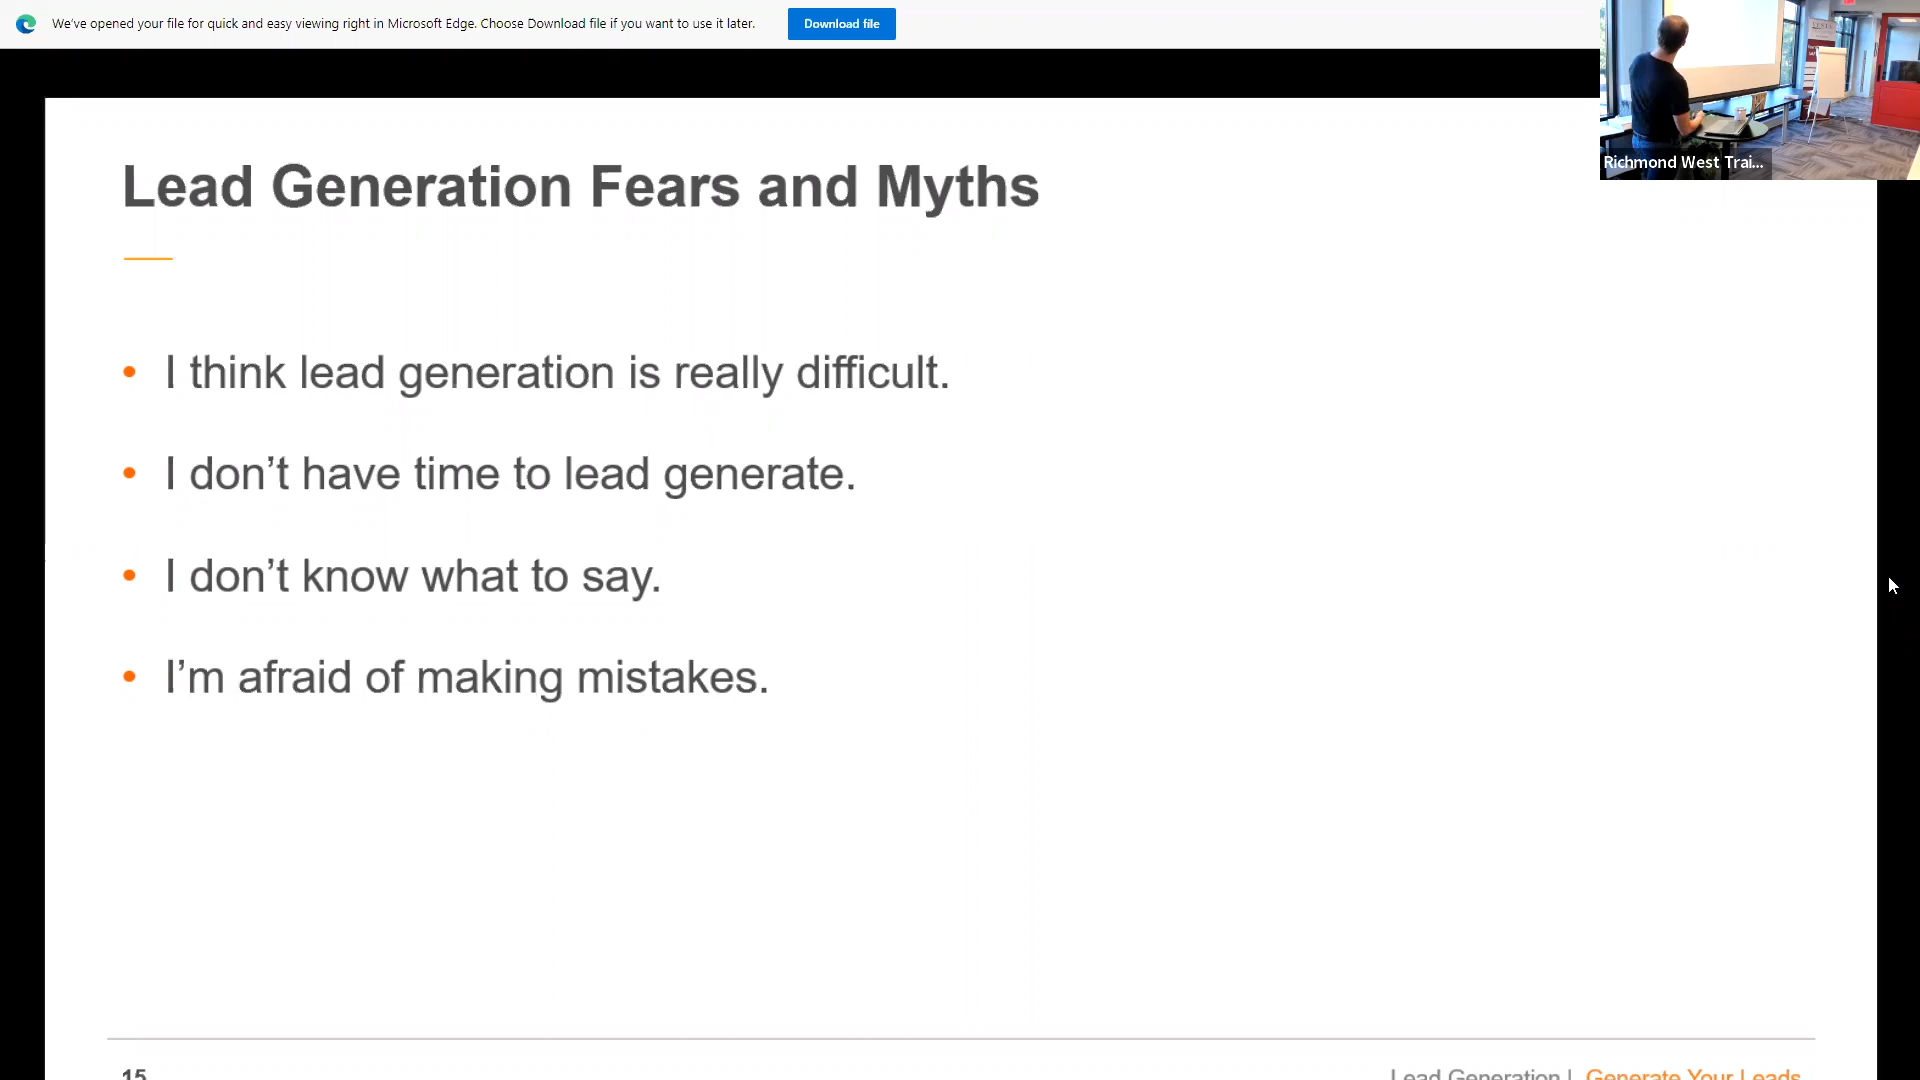 We've opened your file for quick and easy viewing right in Microsoft Edge. Choose Download file if you want to use it later.
Download file
Richmond West Trai...
Lead Generation Fears and Myths
• I think lead generation is really difficult.
• I don’t have time to lead generate.
• I don’t know what to say.
• I’m afraid of making mistakes.
15
Lead Generation | Generate Your Leads